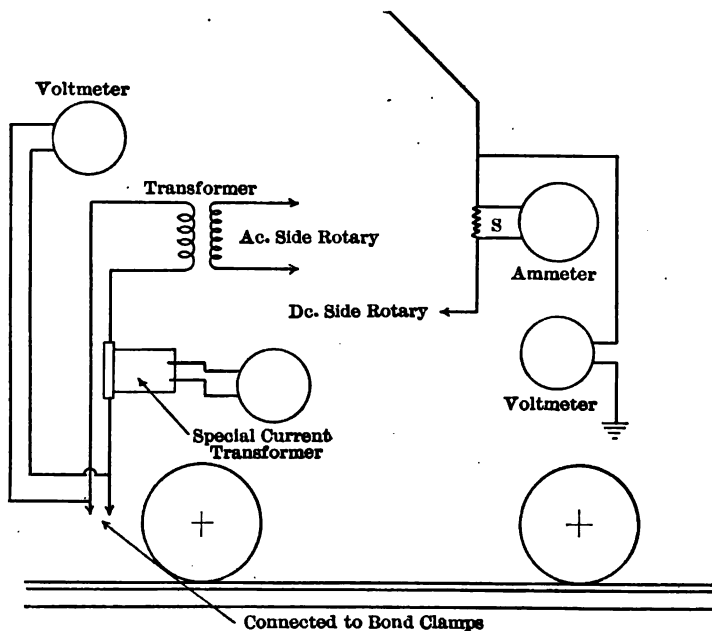 Voltmeter
Transformer
Ac. Side Rotary
S
Ammeter
Dc. Side Rotary
Voltmeter
Special Current
Transformer
Connected to Bond Clamps